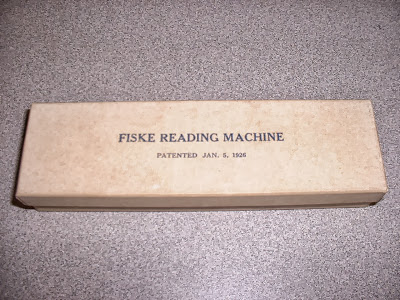 FISKE READING MACHINE
PATENTED JAN. 5, 1926